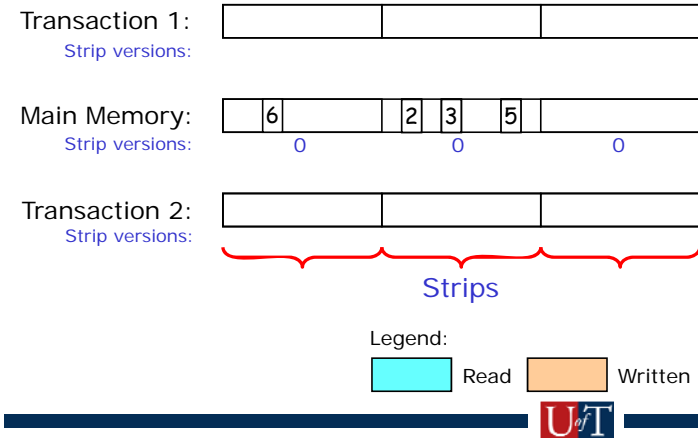 Transaction 1:
Strip versions:
Main Memory: 6 2 3 5
Strip versions: 0 0 0
Transaction 2:
Strip versions:
Strips
Legend:
Read Written
UofT